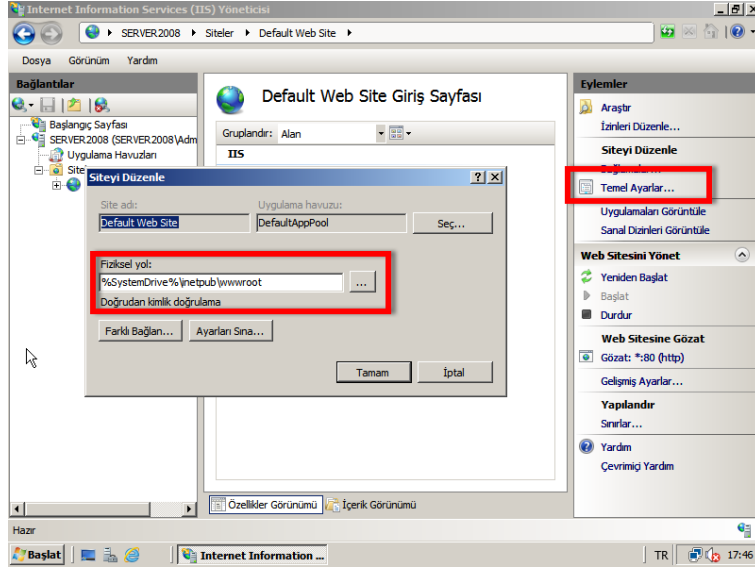 Internet Information Services (IIS) Yöneticisi
SERVER2008 Siteler Default Web Site
Dosya Görünüm Yardım
Bağlantılar
Başlangıç Sayfası
SERVER2008 (SERVER2008\Adm
Uygulama Havuzları
Site
Default Web Site Giriş Sayfası
Gruplandır: Alan
IIS
Siteyi Düzenle
Site adı:
Uygulama havuzu:
Default Web Site
DefaultAppPool
Seç...
Fiziksel yol:
%SystemDrive%\inetpub\wwwroot
...
Doğrudan kimlik doğrulama
Farklı Bağlan...
Ayarları Sına...
Tamam
İptal
Özellikler Görünümü
İçerik Görünümü
Eylemler
Araştır
İzinleri Düzenle...
Siteyi Düzenle
Temel Ayarlar...
Uygulamaları Görüntüle
Sanal Dizinleri Görüntüle
Web Sitesini Yönet
Yeniden Başlat
Başlat
Durdur
Web Sitesine Gözat
Gözat: *:80 (http)
Gelişmiş Ayarlar...
Yapılandır
Sınırlar...
Yardım
Çevrimiçi Yardım
Hazır
Başlat
Internet Information ...
TR
17:46